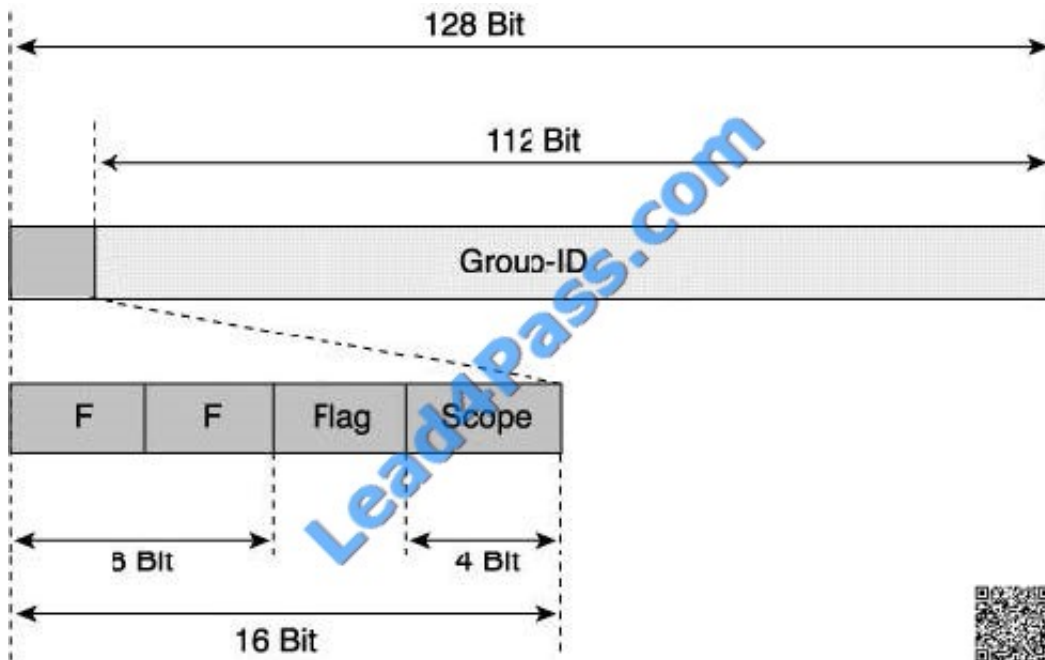 128 Bit
112 Bit
Group-ID
F F Flag Scope
8 Bit 4 Bit
16 Bit
Lead4Pass.com